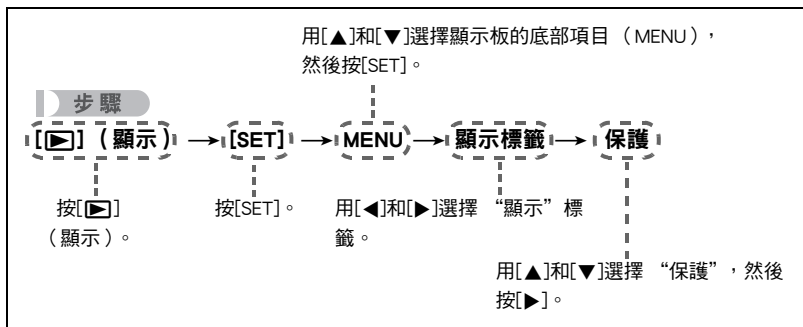 用[▲]和[▼]選擇顯示板的底部項目（MENU），
然後按[SET]。
步驟
[▶]（顯示） → [SET] → MENU → 顯示標籤 → 保護
按[▶]
（顯示）。
按[SET]。
用[◀]和[▶]選擇 “顯示” 標
籤。
用[▲]和[▼]選擇 “保護”，然後
按[▶]。